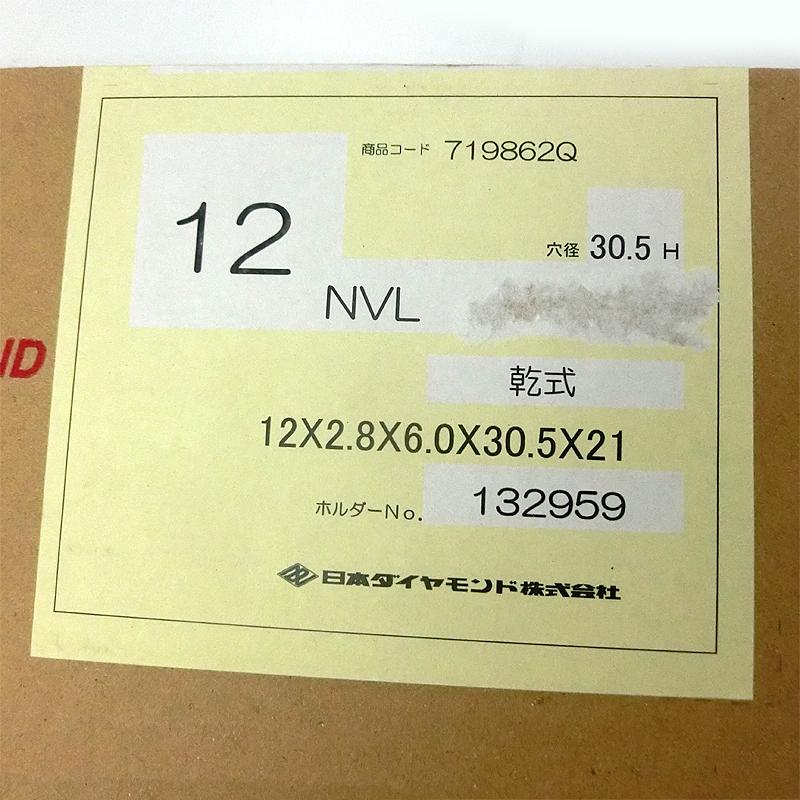 商品コード 719862Q
12
穴径 30.5 H
NVL
ND
乾式
12X2.8X6.0X30.5X21
ホルダーNo. 132959
日本ダイヤモンド株式会社